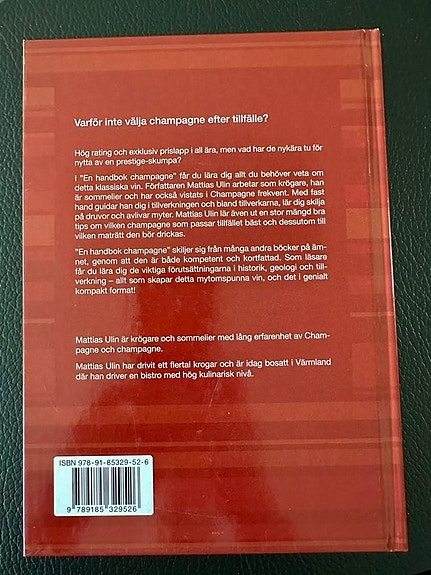 Varför inte välja champagne efter tillfälle?
Hög rating och exklusiv prislapp i all ära, men vad har de nykära tu för
nytta av en prestige-skumpa?
I "En handbok champagne" får du lära dig allt du behöver veta om
detta klassiska vin. Författaren Mattias Ulin arbetar som krögare, han
är sommelier och har också vistats i Champagne frekvent. Med fast
hand guidar han dig i tillverkningen och bland tillverkarna, lär dig skilja
på druvor och avlivar myter. Mattias Ulin lär även ut en stor mängd bra
tips om vilken champagne som passar tillfället bäst och dessutom till
vilken maträtt den bör drickas.
"En handbok champagne" skiljer sig från många andra böcker på äm-
net, genom att den är både kompetent och kortfattad. Som läsare
får du lära dig de viktiga förutsättningarna i historik, geologi och till-
verkning – allt som skapar detta mytomspunna vin, och det i genialt
kompakt format!
Mattias Ulin är krögare och sommelier med lång erfarenhet av Cham-
pagne och champagne.
Mattias Ulin har drivit ett flertal krogar och är idag bosatt i Värmland
där han driver en bistro med hög kulinarisk nivå.
ISBN 978-91-85329-52-6
9 789185 329526